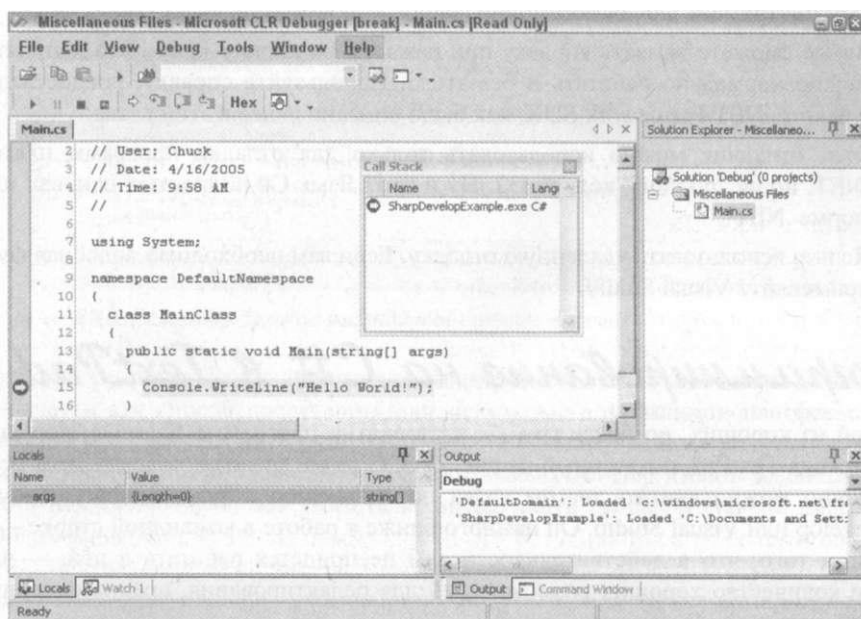 Miscellaneous Files - Microsoft CLR Debugger [break] - Main.cs [Read Only]
File Edit View Debug Tools Window Help
Hex
Main.cs
2 // User: Chuck
3 // Date: 4/16/2005
4 // Time: 9:58 AM
5 //
6
7 using System;
8
9 namespace DefaultNamespace
10 {
11 class MainClass
12
13 public static void Main(string[] args)
14 {
15 Console.WriteLine("Hello World!");
16 }
Call Stack
Name Lang
SharpDevelopExample.exe C#
Solution Explorer - Miscellaneo...
Solution 'Debug' (0 projects)
Miscellaneous Files
Main.cs
Locals
Name Value Type
args {Length=0} string[]
Locals Watch 1
Output
Debug
'DefaultDomain': Loaded 'c:\windows\microsoft.net\fr
'SharpDevelopExample': Loaded 'C:\Documents and Sett
Output Command Window
Ready